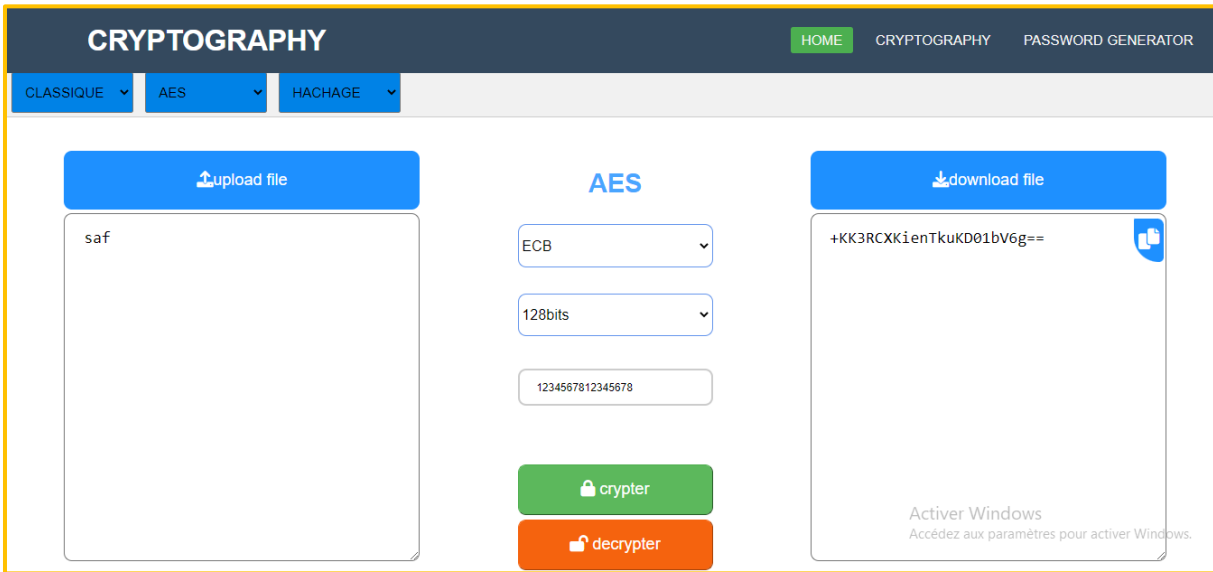 CRYPTOGRAPHY
HOME CRYPTOGRAPHY PASSWORD GENERATOR
CLASSIQUE AES HACHAGE
upload file
saf
AES
ECB
128bits
1234567812345678
crypter
decrypter
download file
+KK3RCXKienTkuKD01bV6g==
Activer Windows
Accédez aux paramètres pour activer Windows.